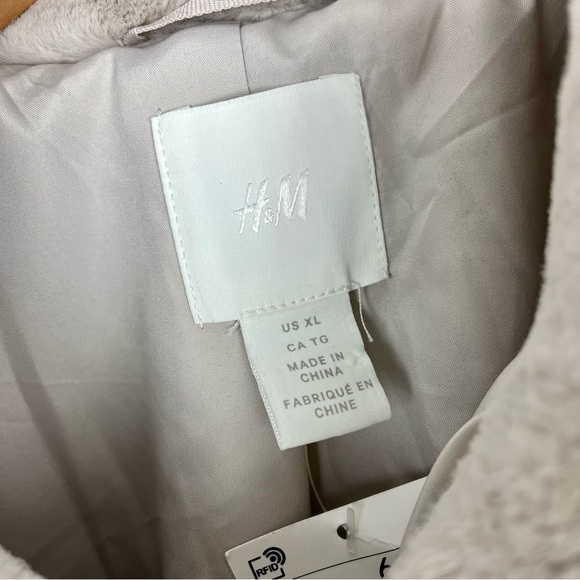 H&M
US XL
CA TG
MADE IN
CHINA
FABRIQUÉ EN
CHINE
RFID